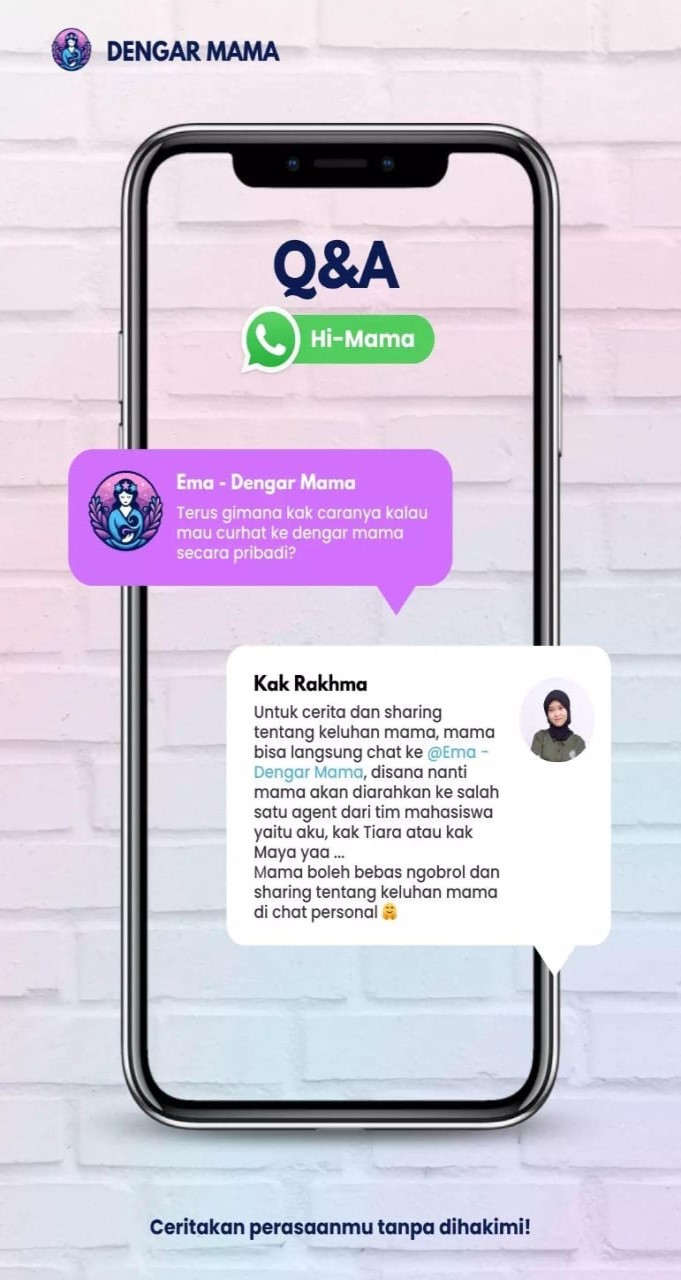 DENGAR MAMA
Q&A
Hi-Mama
Ema - Dengar Mama
Terus gimana kak caranya kalau
mau curhat ke dengar mama
secara pribadi?
Kak Rakhma
Untuk cerita dan sharing
tentang keluhan mama, mama
bisa langsung chat ke @Ema -
Dengar Mama, disana nanti
mama akan diarahkan ke salah
satu agent dari tim mahasiswa
yaitu aku, kak Tiara atau kak
Maya yaa ...
Mama boleh bebas ngobrol dan
sharing tentang keluhan mama
di chat personal 🤗
Ceritakan perasaanmu tanpa dihakimi!